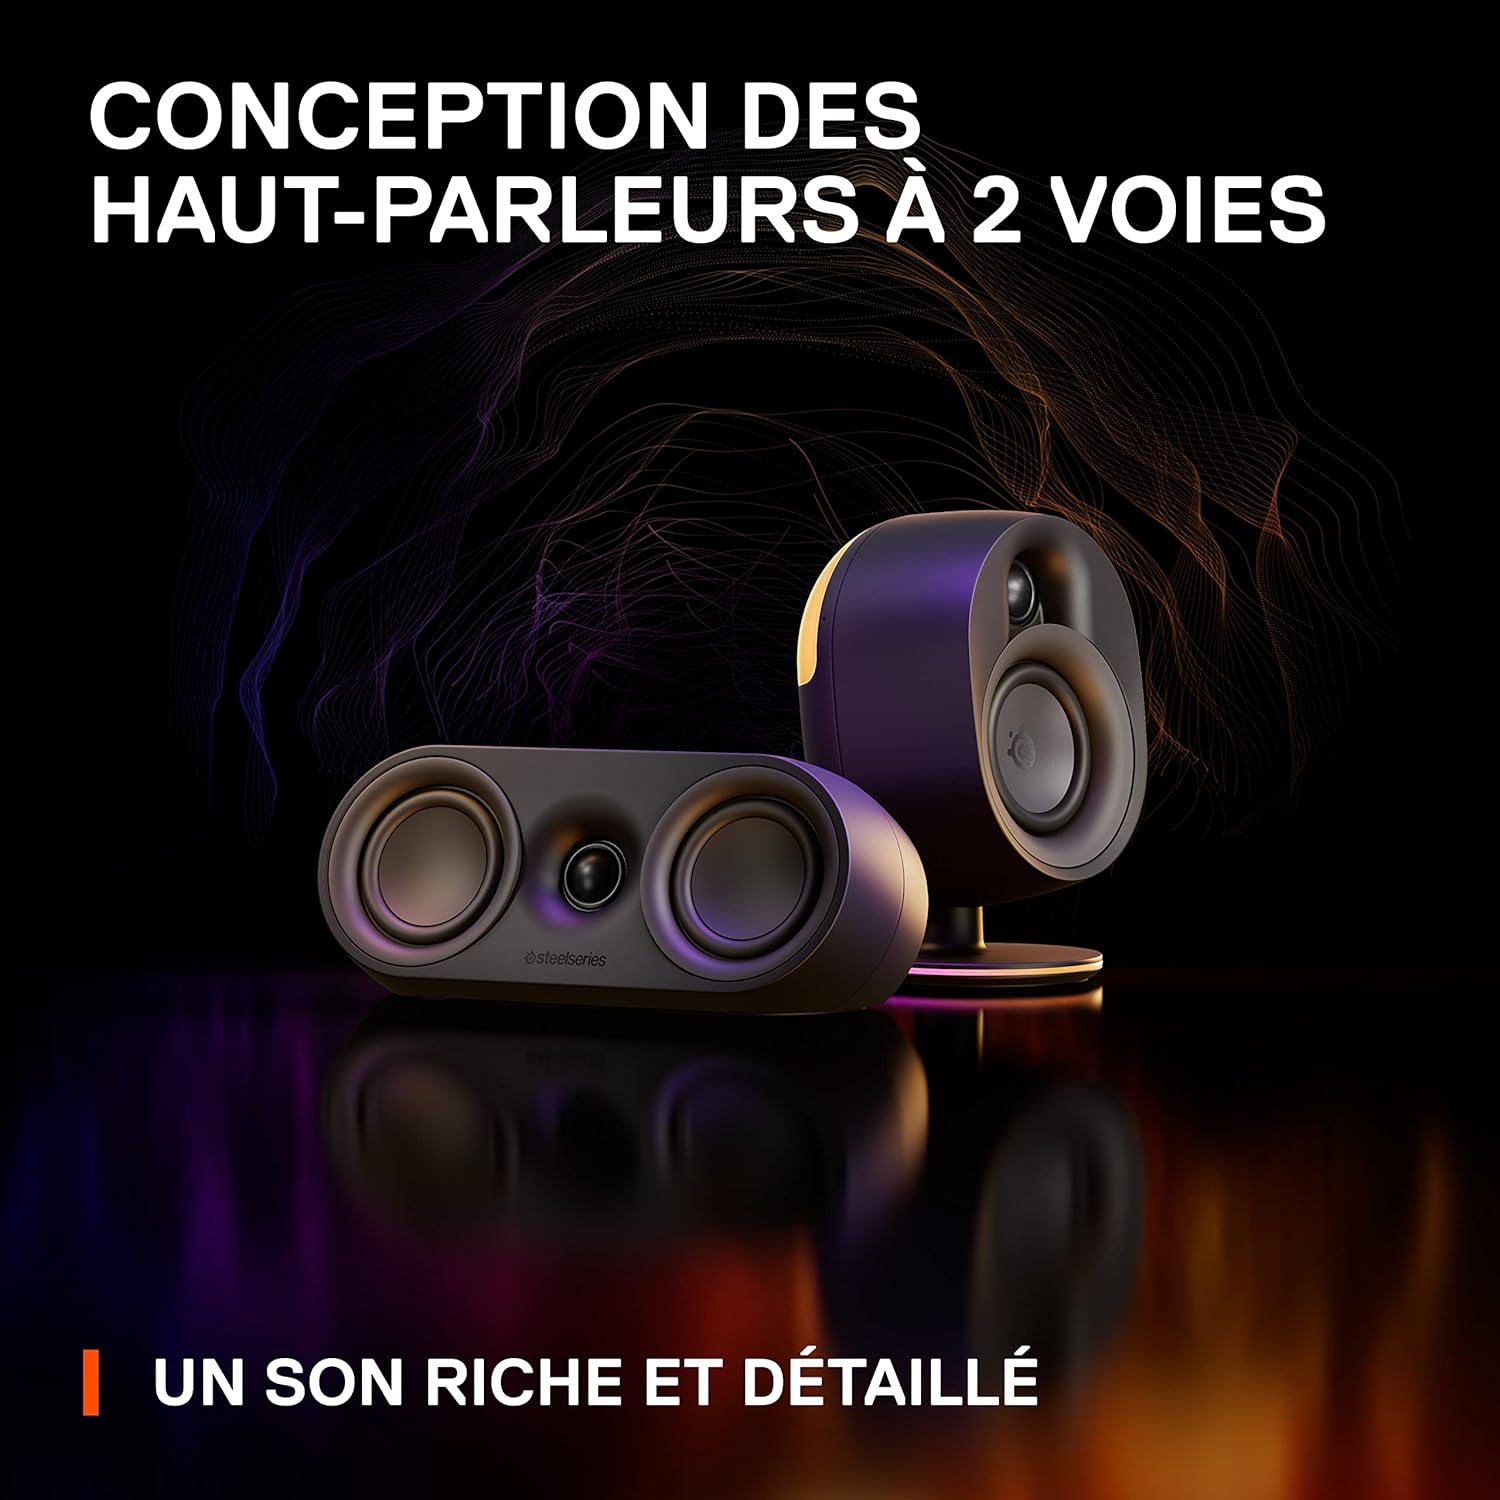 CONCEPTION DES
HAUT-PARLEURS À 2 VOIES
steelseries
UN SON RICHE ET DÉTAILLÉ